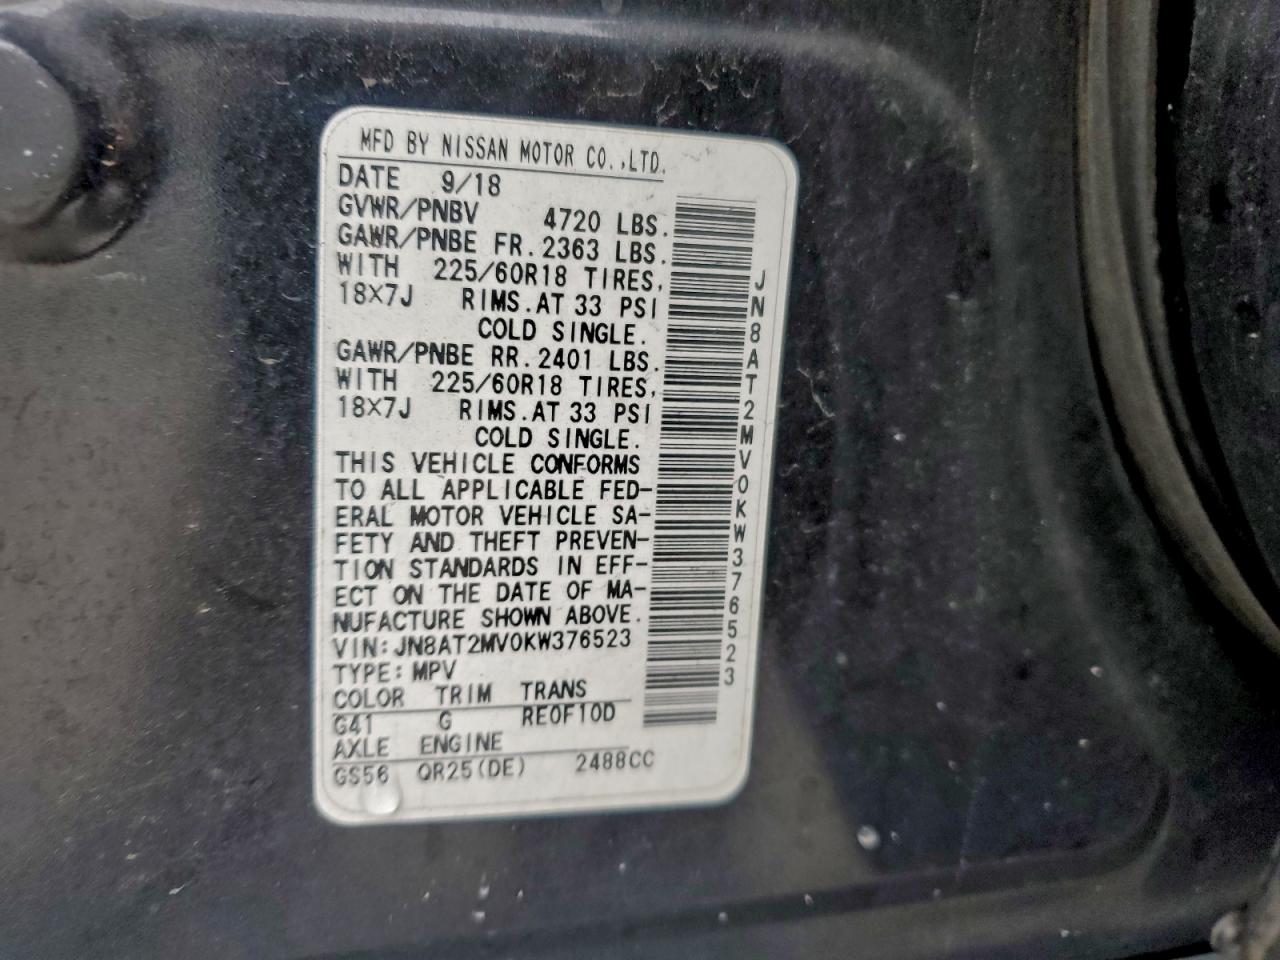 MFD BY NISSAN MOTOR CO.,LTD.
DATE 9/18
GVWR/PNBV 4720 LBS.
GAWR/PNBE FR. 2363 LBS.
WITH 225/60R18 TIRES,
18X7J RIMS.AT 33 PSI
COLD SINGLE.
GAWR/PNBE RR. 2401 LBS.
WITH 225/60R18 TIRES,
18X7J RIMS.AT 33 PSI
COLD SINGLE.
THIS VEHICLE CONFORMS
TO ALL APPLICABLE FED-
ERAL MOTOR VEHICLE SA-
FETY AND THEFT PREVEN-
TION STANDARDS IN EFF-
ECT ON THE DATE OF MA-
NUFACTURE SHOWN ABOVE.
VIN:JN8AT2MV0KW376523
TYPE:MPV
COLOR TRIM TRANS
G41 G RE0F10D
AXLE ENGINE
GS56 QR25(DE) 2488CC
JN8AT2MV0KW376523